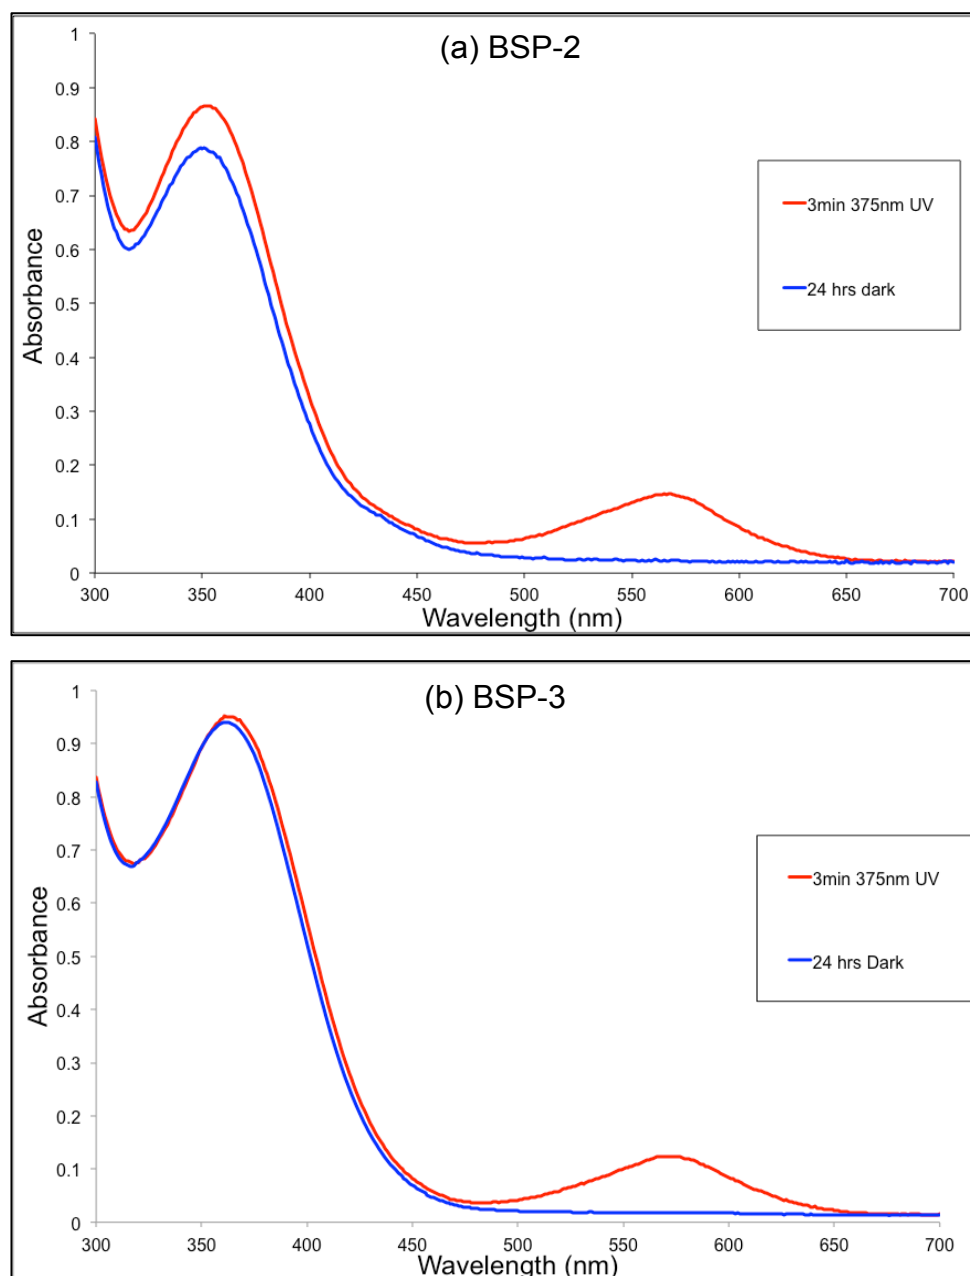 (a) BSP-2
1
0.9
0.8
0.7
0.6
0.5
0.4
0.3
0.2
0.1
0
Absorbance
3min 375nm UV
24 hrs dark
300 350 400 450 500 550 600 650 700
Wavelength (nm)
(b) BSP-3
1
0.9
0.8
0.7
0.6
0.5
0.4
0.3
0.2
0.1
0
Absorbance
3min 375nm UV
24 hrs Dark
300 350 400 450 500 550 600 650 700
Wavelength (nm)